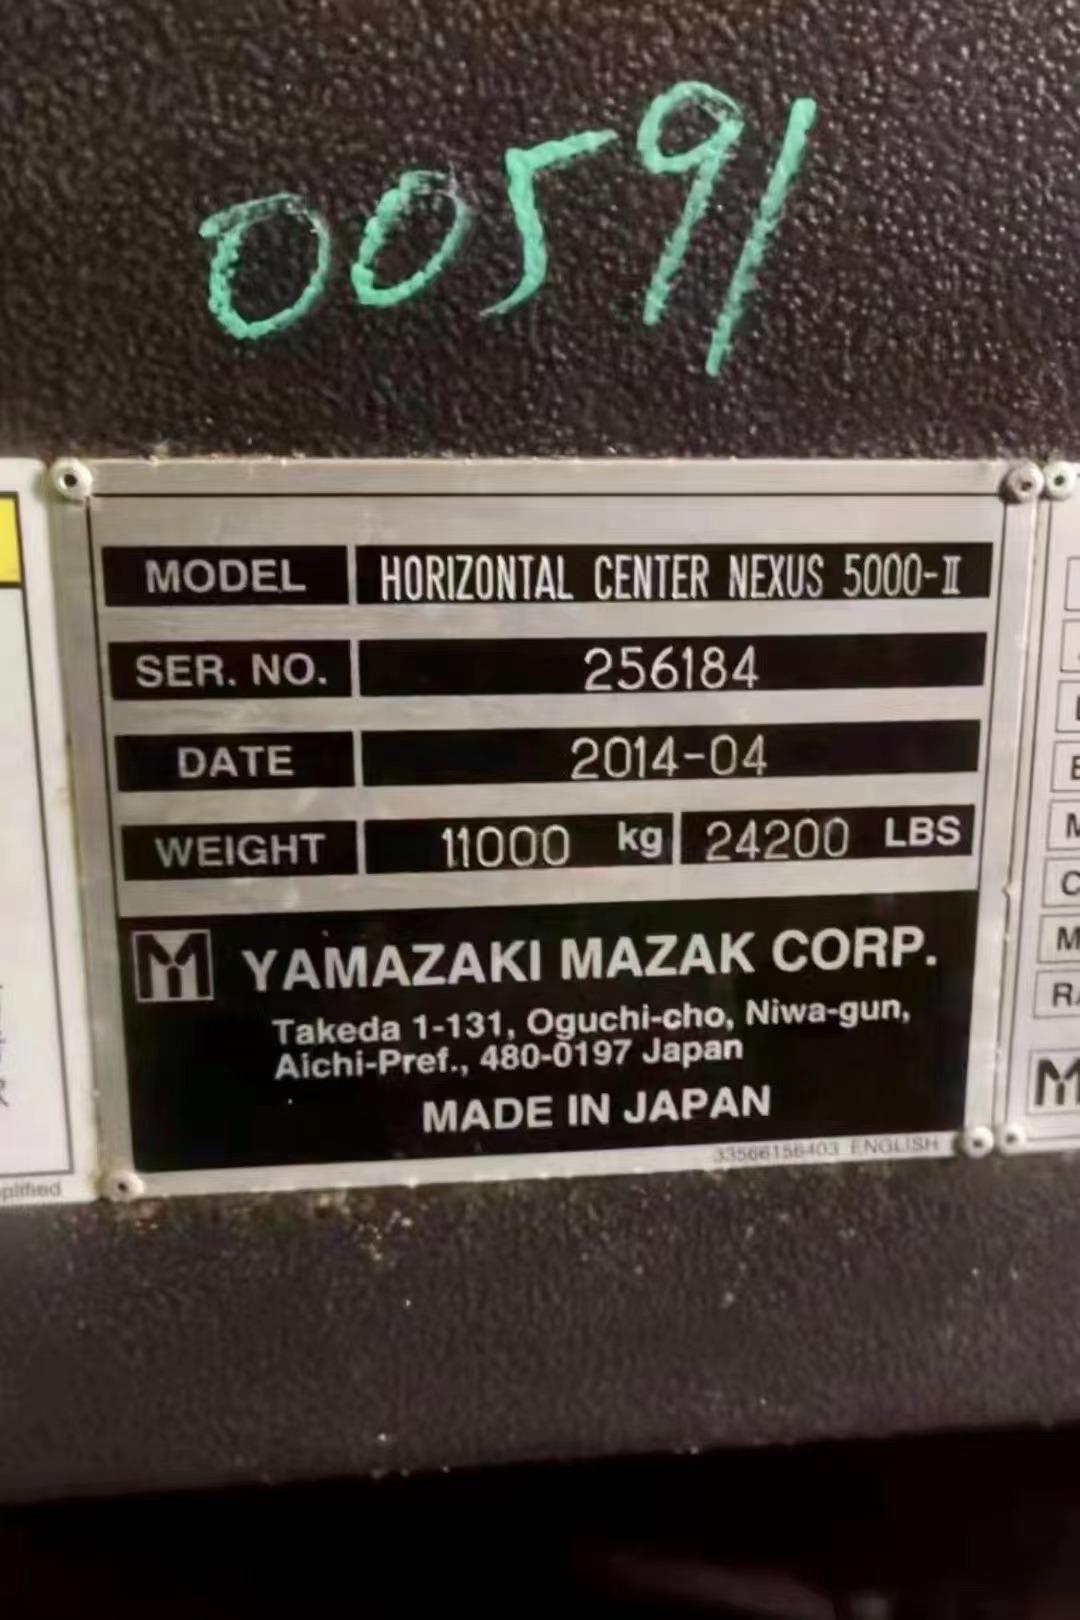 00591
MODEL HORIZONTAL CENTER NEXUS 5000-Ⅱ
SER. NO. 256184
DATE 2014-04
WEIGHT 11000 kg 24200 LBS
YAMAZAKI MAZAK CORP.
Takeda 1-131, Oguchi-cho, Niwa-gun,
Aichi-Pref., 480-0197 Japan
MADE IN JAPAN
33566156403 ENGLISH